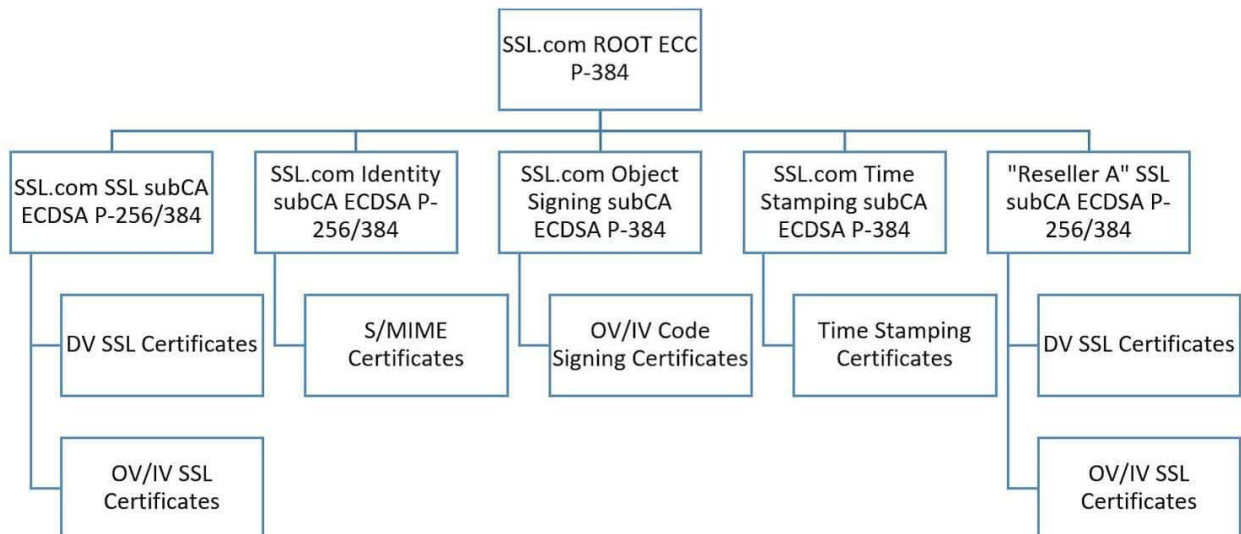 SSL.com ROOT ECC
P-384
SSL.com SSL subCA
ECDSA P-256/384
SSL.com Identity
subCA ECDSA P-
256/384
SSL.com Object
Signing subCA
ECDSA P-384
SSL.com Time
Stamping subCA
ECDSA P-384
"Reseller A" SSL
subCA ECDSA P-
256/384
DV SSL Certificates
S/MIME
Certificates
OV/IV Code
Signing Certificates
Time Stamping
Certificates
DV SSL Certificates
OV/IV SSL
Certificates
OV/IV SSL
Certificates